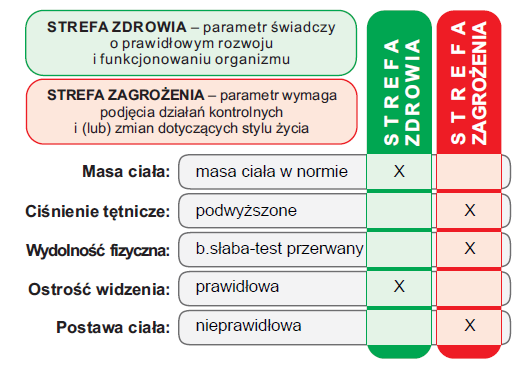 STREFA ZDROWIA – parametr świadczy
o prawidłowym rozwoju
i funkcjonowaniu organizmu
STREFA ZAGROŻENIA – parametr wymaga
podjęcia działań kontrolnych
i (lub) zmian dotyczących stylu życia
STREFA
ZDROWIA
STREFA
ZAGROŻENIA
Masa ciała: masa ciała w normie X
Ciśnienie tętnicze: podwyższone X
Wydolność fizyczna: b.słaba-test przerwany X
Ostrość widzenia: prawidłowa X
Postawa ciała: nieprawidłowa X